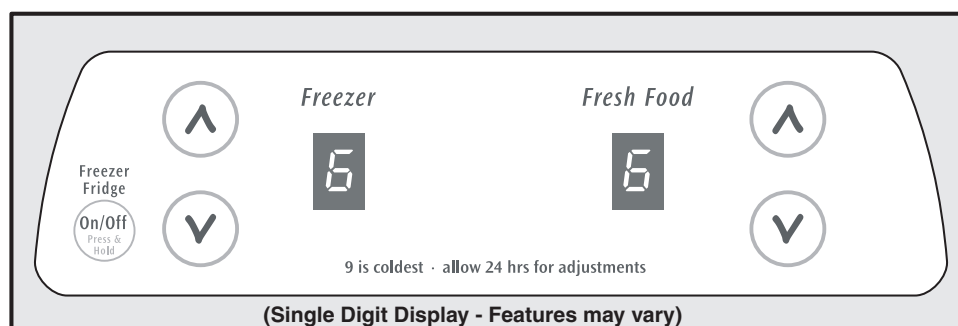 Freezer
Fresh Food
6
6
Freezer
Fridge
On/Off
Press &
Hold
9 is coldest · allow 24 hrs for adjustments
(Single Digit Display - Features may vary)